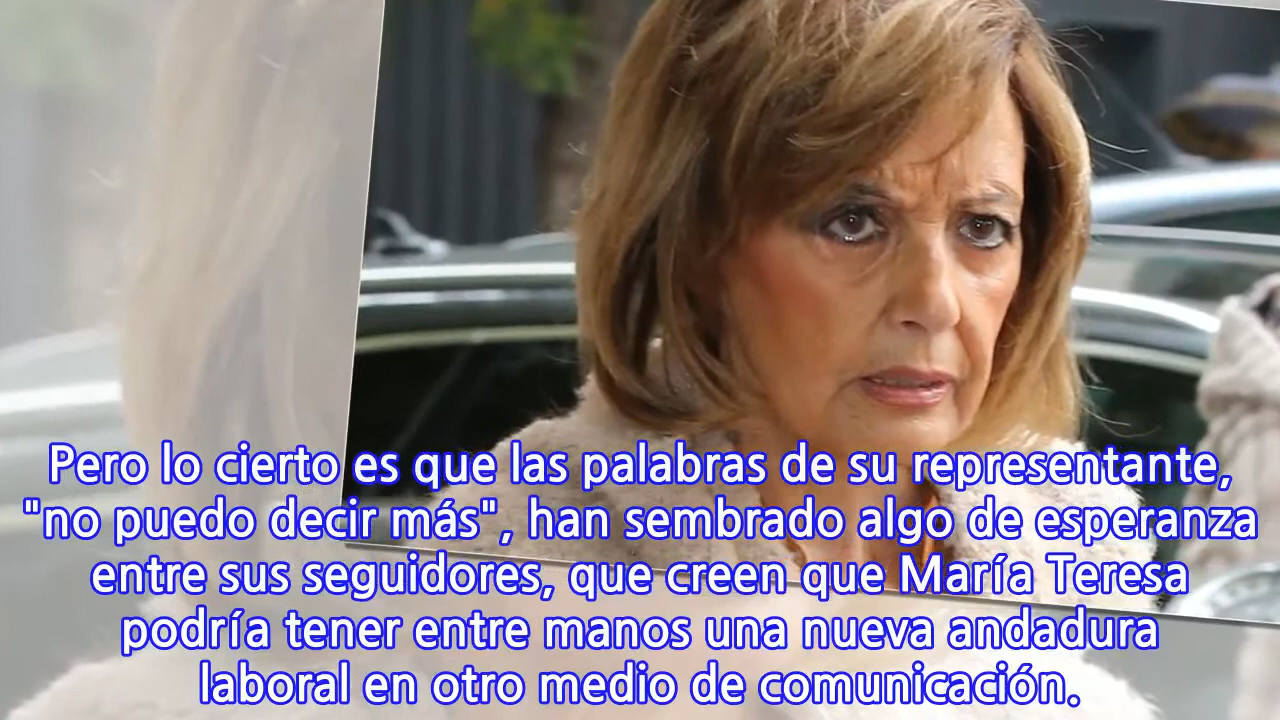 Pero lo cierto es que las palabras de su representante,
"no puedo decir más", han sembrado algo de esperanza
entre sus seguidores, que creen que María Teresa
podría tener entre manos una nueva andadura
laboral en otro medio de comunicación.